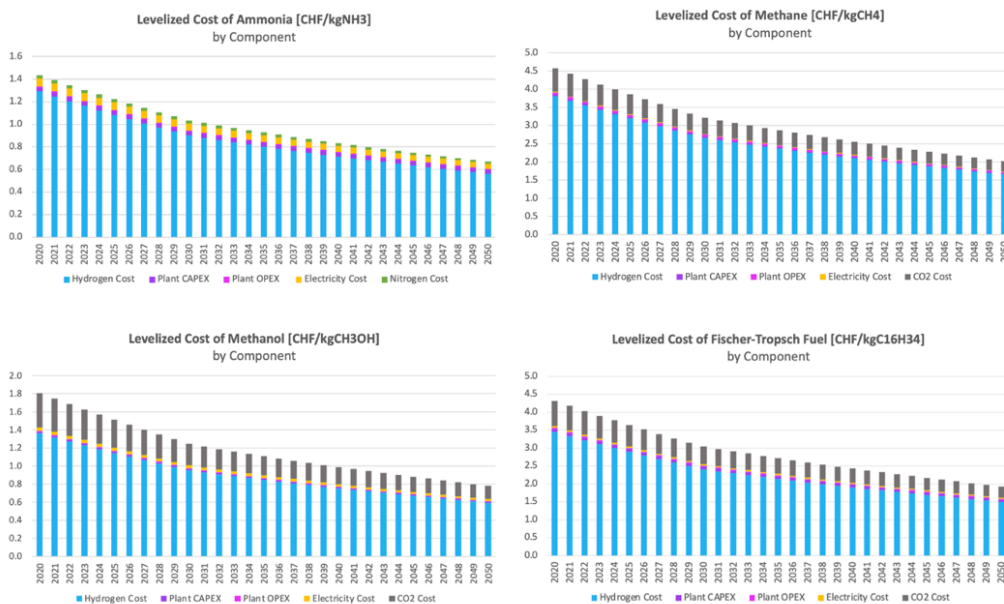 Levelized Cost of Ammonia [CHF/kgNH3]
by Component
1.6
1.4
1.2
1.0
0.8
0.6
0.4
0.2
0.0
2020 2021 2022 2023 2024 2025 2026 2027 2028 2029 2030 2031 2032 2033 2034 2035 2036 2037 2038 2039 2040 2041 2042 2043 2044 2045 2046 2047 2048 2049 2050
Hydrogen Cost Plant CAPEX Plant OPEX Electricity Cost Nitrogen Cost
Levelized Cost of Methane [CHF/kgCH4]
by Component
5.0
4.5
4.0
3.5
3.0
2.5
2.0
1.5
1.0
0.5
0.0
2020 2021 2022 2023 2024 2025 2026 2027 2028 2029 2030 2031 2032 2033 2034 2035 2036 2037 2038 2039 2040 2041 2042 2043 2044 2045 2046 2047 2048 2049 2050
Hydrogen Cost Plant CAPEX Plant OPEX Electricity Cost CO2 Cost
Levelized Cost of Methanol [CHF/kgCH3OH]
by Component
2.0
1.8
1.6
1.4
1.2
1.0
0.8
0.6
0.4
0.2
0.0
2020 2021 2022 2023 2024 2025 2026 2027 2028 2029 2030 2031 2032 2033 2034 2035 2036 2037 2038 2039 2040 2041 2042 2043 2044 2045 2046 2047 2048 2049 2050
Hydrogen Cost Plant CAPEX Plant OPEX Electricity Cost CO2 Cost
Levelized Cost of Fischer-Tropsch Fuel [CHF/kgC16H34]
by Component
5.0
4.5
4.0
3.5
3.0
2.5
2.0
1.5
1.0
0.5
0.0
2020 2021 2022 2023 2024 2025 2026 2027 2028 2029 2030 2031 2032 2033 2034 2035 2036 2037 2038 2039 2040 2041 2042 2043 2044 2045 2046 2047 2048 2049 2050
Hydrogen Cost Plant CAPEX Plant OPEX Electricity Cost CO2 Cost